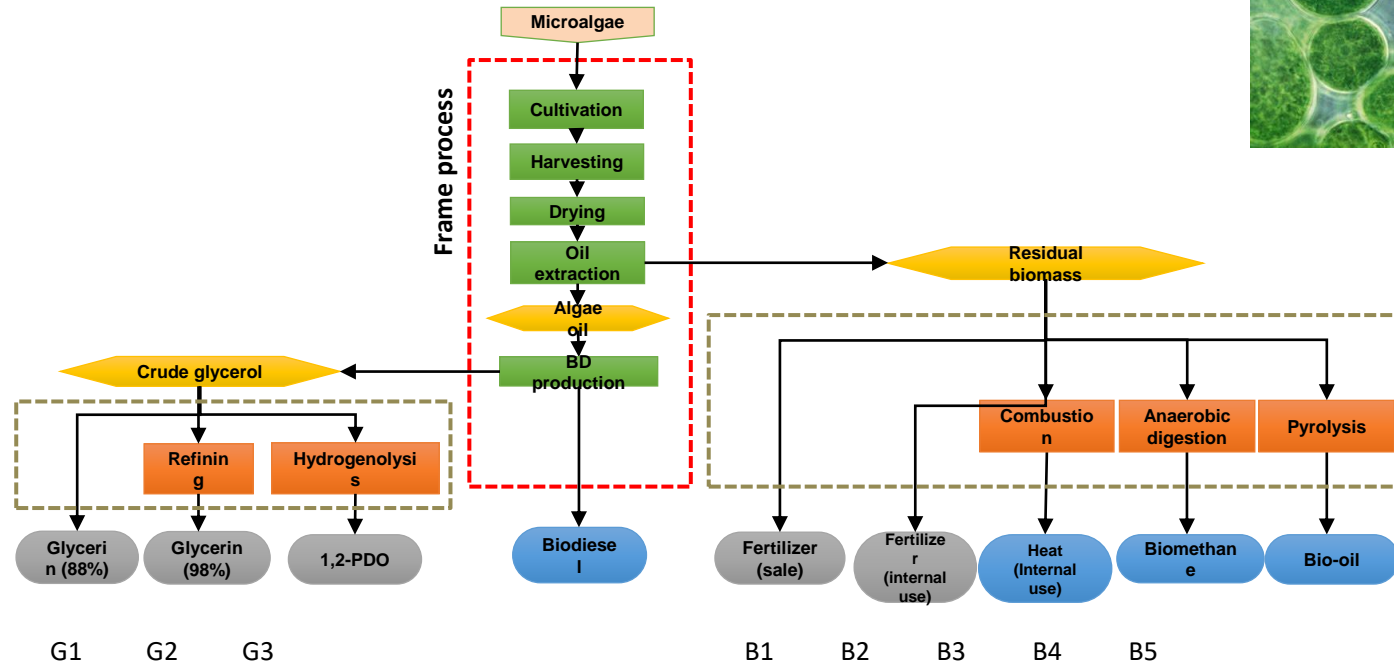 Microalgae
Frame process
Cultivation
Harvesting
Drying
Oil
extraction
Residual
biomass
Algae
oil
BD
production
Crude glycerol
Combustio
n
Anaerobic
digestion
Pyrolysis
Refinin
g
Hydrogenolysi
s
Glyceri
n (88%)
Glycerin
(98%)
1,2-PDO
Biodiese
l
Fertilizer
(sale)
Fertilize
r
(internal
use)
Heat
(Internal
use)
Biomethan
e
Bio-oil
G1 G2 G3 B1 B2 B3 B4 B5